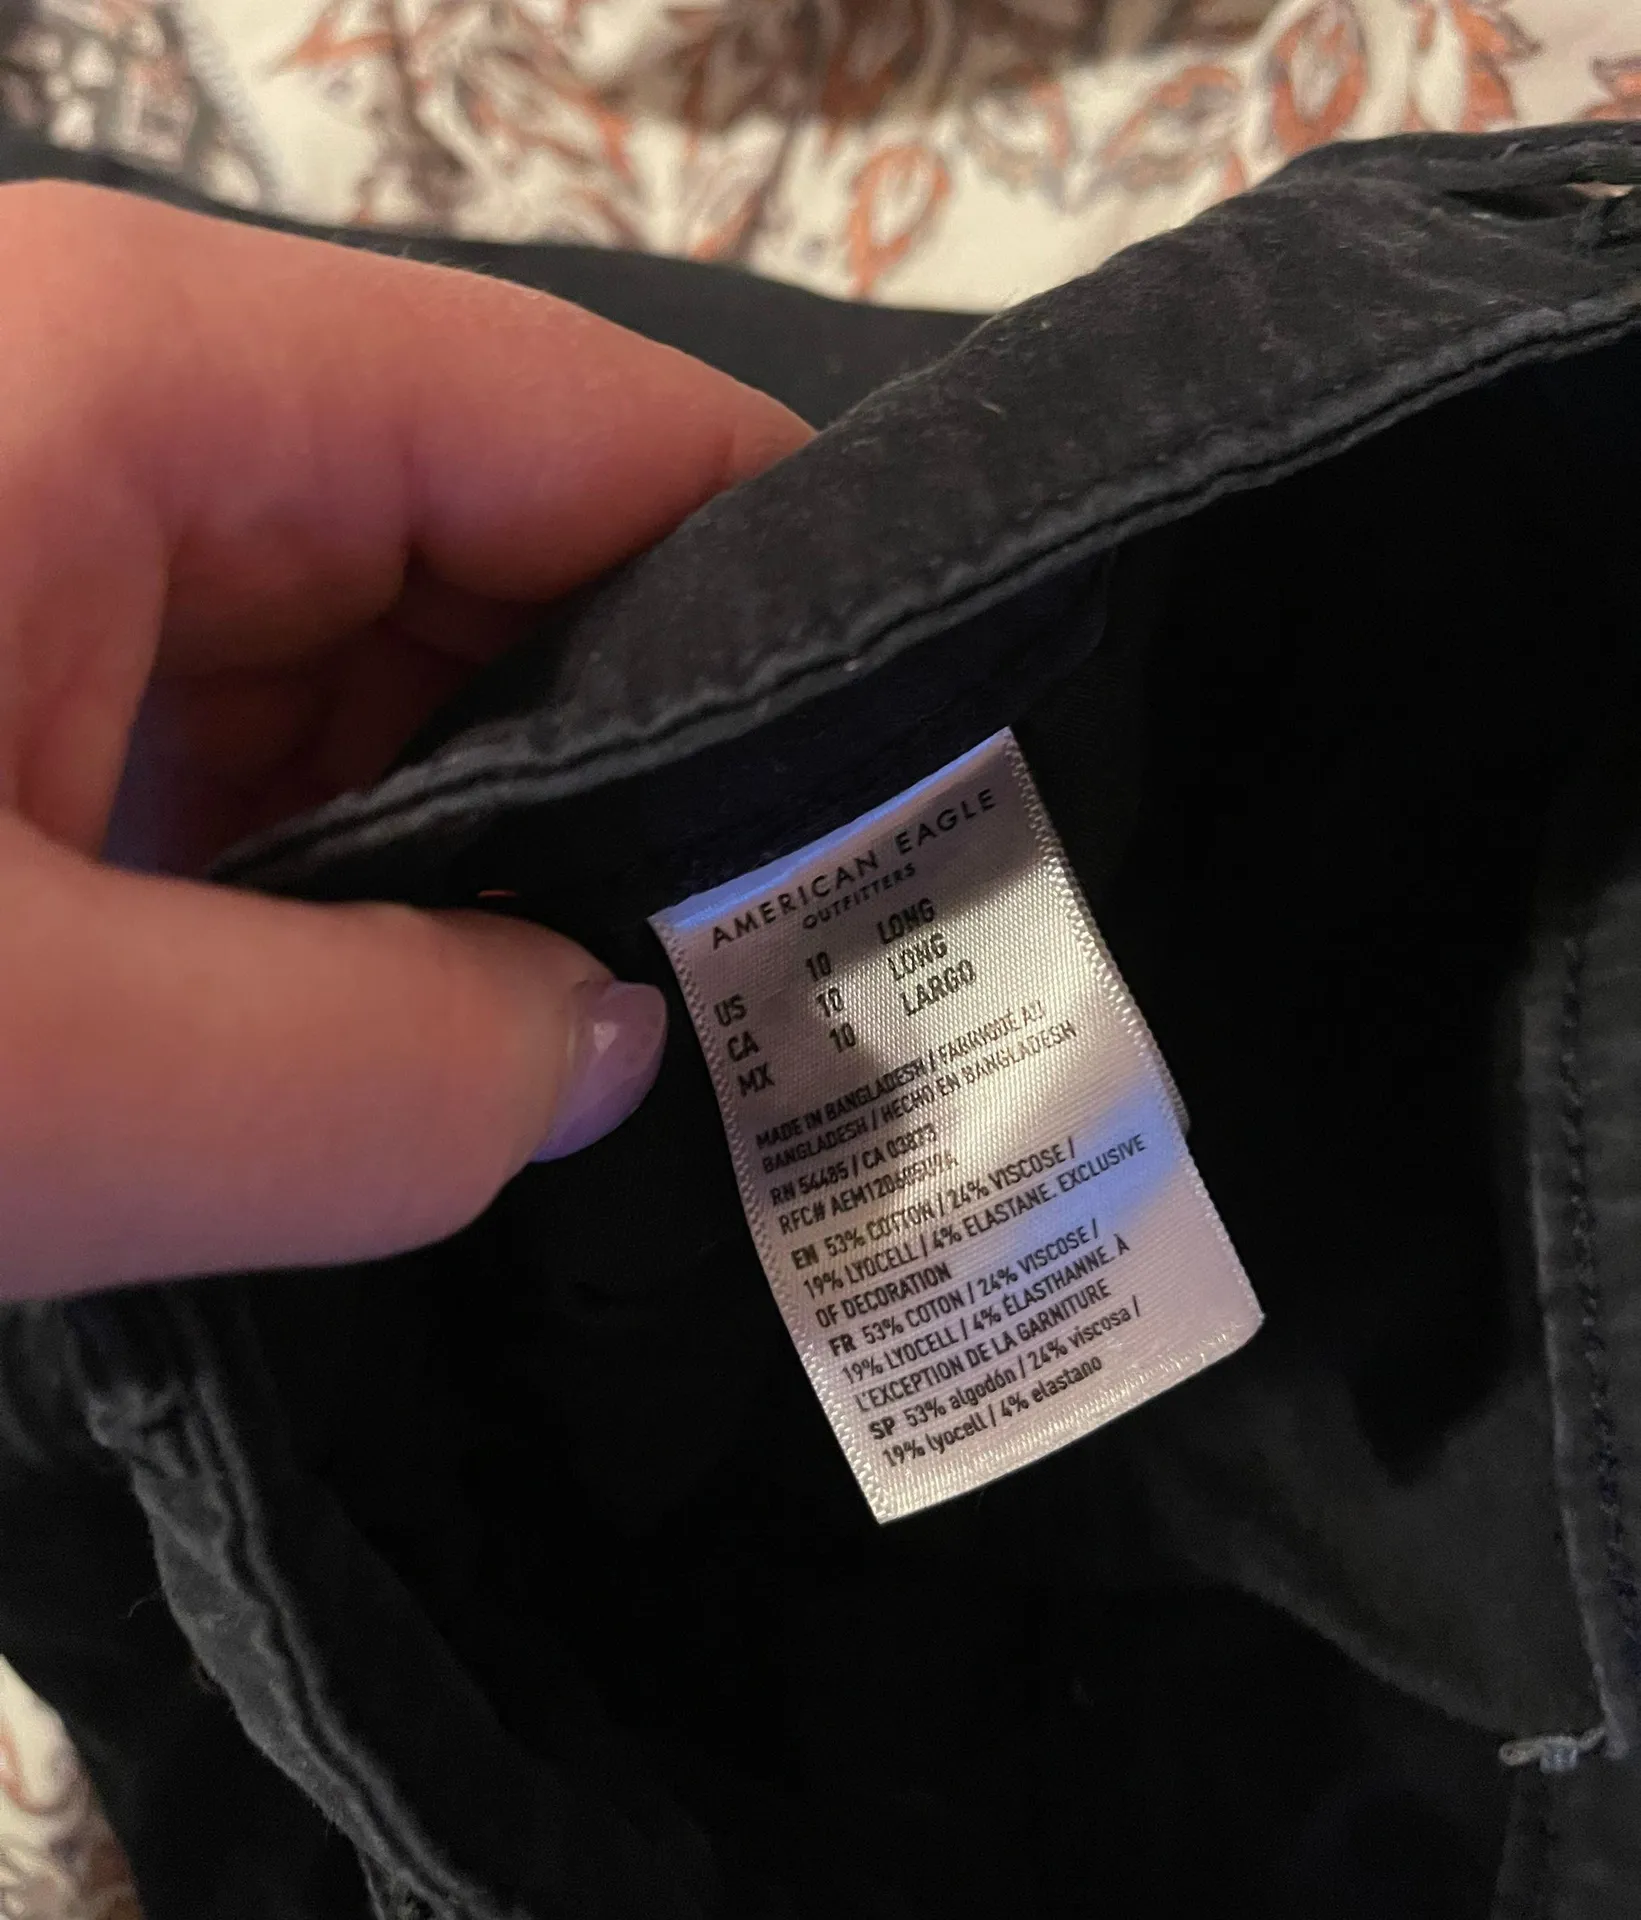 AMERICAN EAGLE
OUTFITTERS
US 10 LONG
CA 10 LONG
MX 10 LARGO
MADE IN BANGLADESH / FABRIQUÉ AU
BANGLADESH / HECHO EN BANGLADESH
RN 54485 / CA 03873
RFC#
EN 53% COTTON / 24% VISCOSE /
19% LYOCELL / 4% ELASTANE. EXCLUSIVE
OF DECORATION
FR 53% COTON / 24% VISCOSE /
19% LYOCELL / 4% ÉLASTHANNE. À
L'EXCEPTION DE LA GARNITURE
SP 53% algodón / 24% viscosa /
19% lyocell / 4% elastano